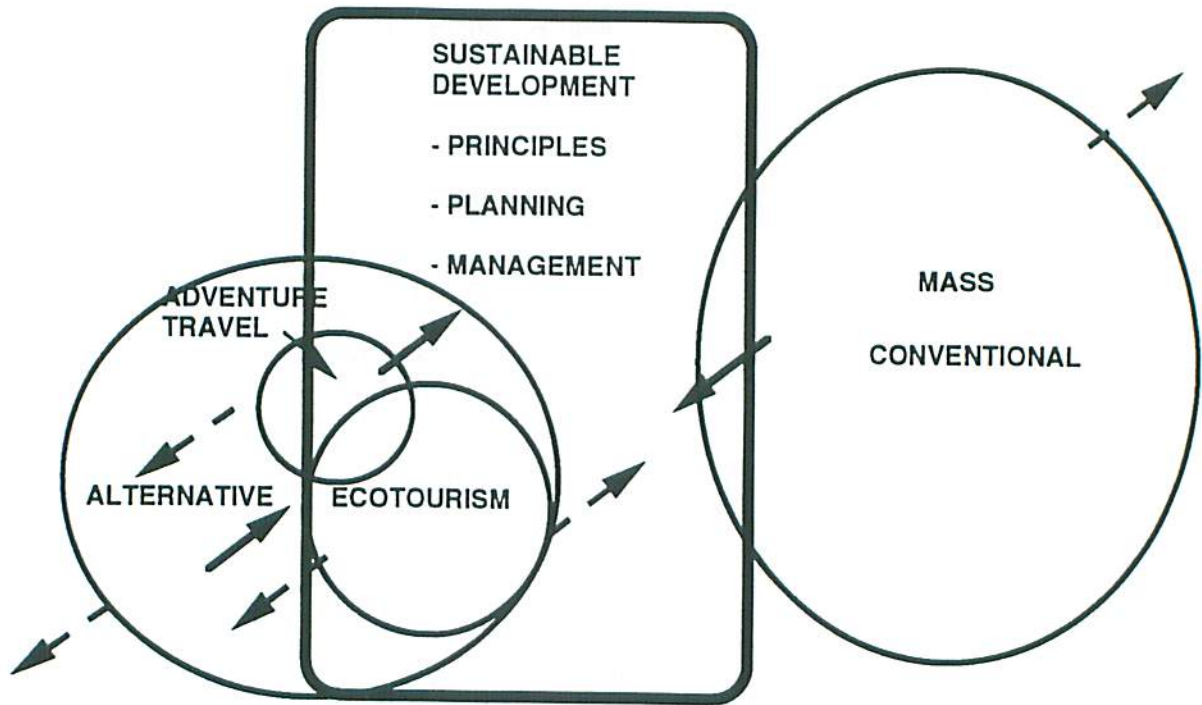 SUSTAINABLE
DEVELOPMENT
- PRINCIPLES
- PLANNING
- MANAGEMENT
ADVENTURE
TRAVEL
ALTERNATIVE
ECOTOURISM
MASS
CONVENTIONAL